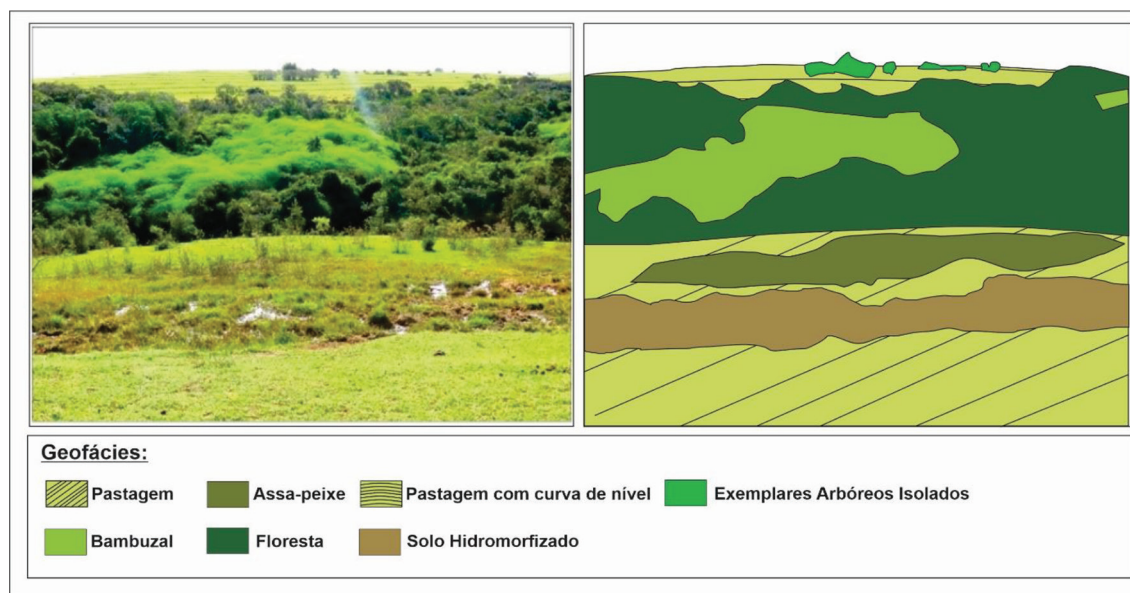 Geofácies:
Pastagem Assa-peixe Pastagem com curva de nível Exemplares Arbóreos Isolados
Bambuzal Floresta Solo Hidromorfizado